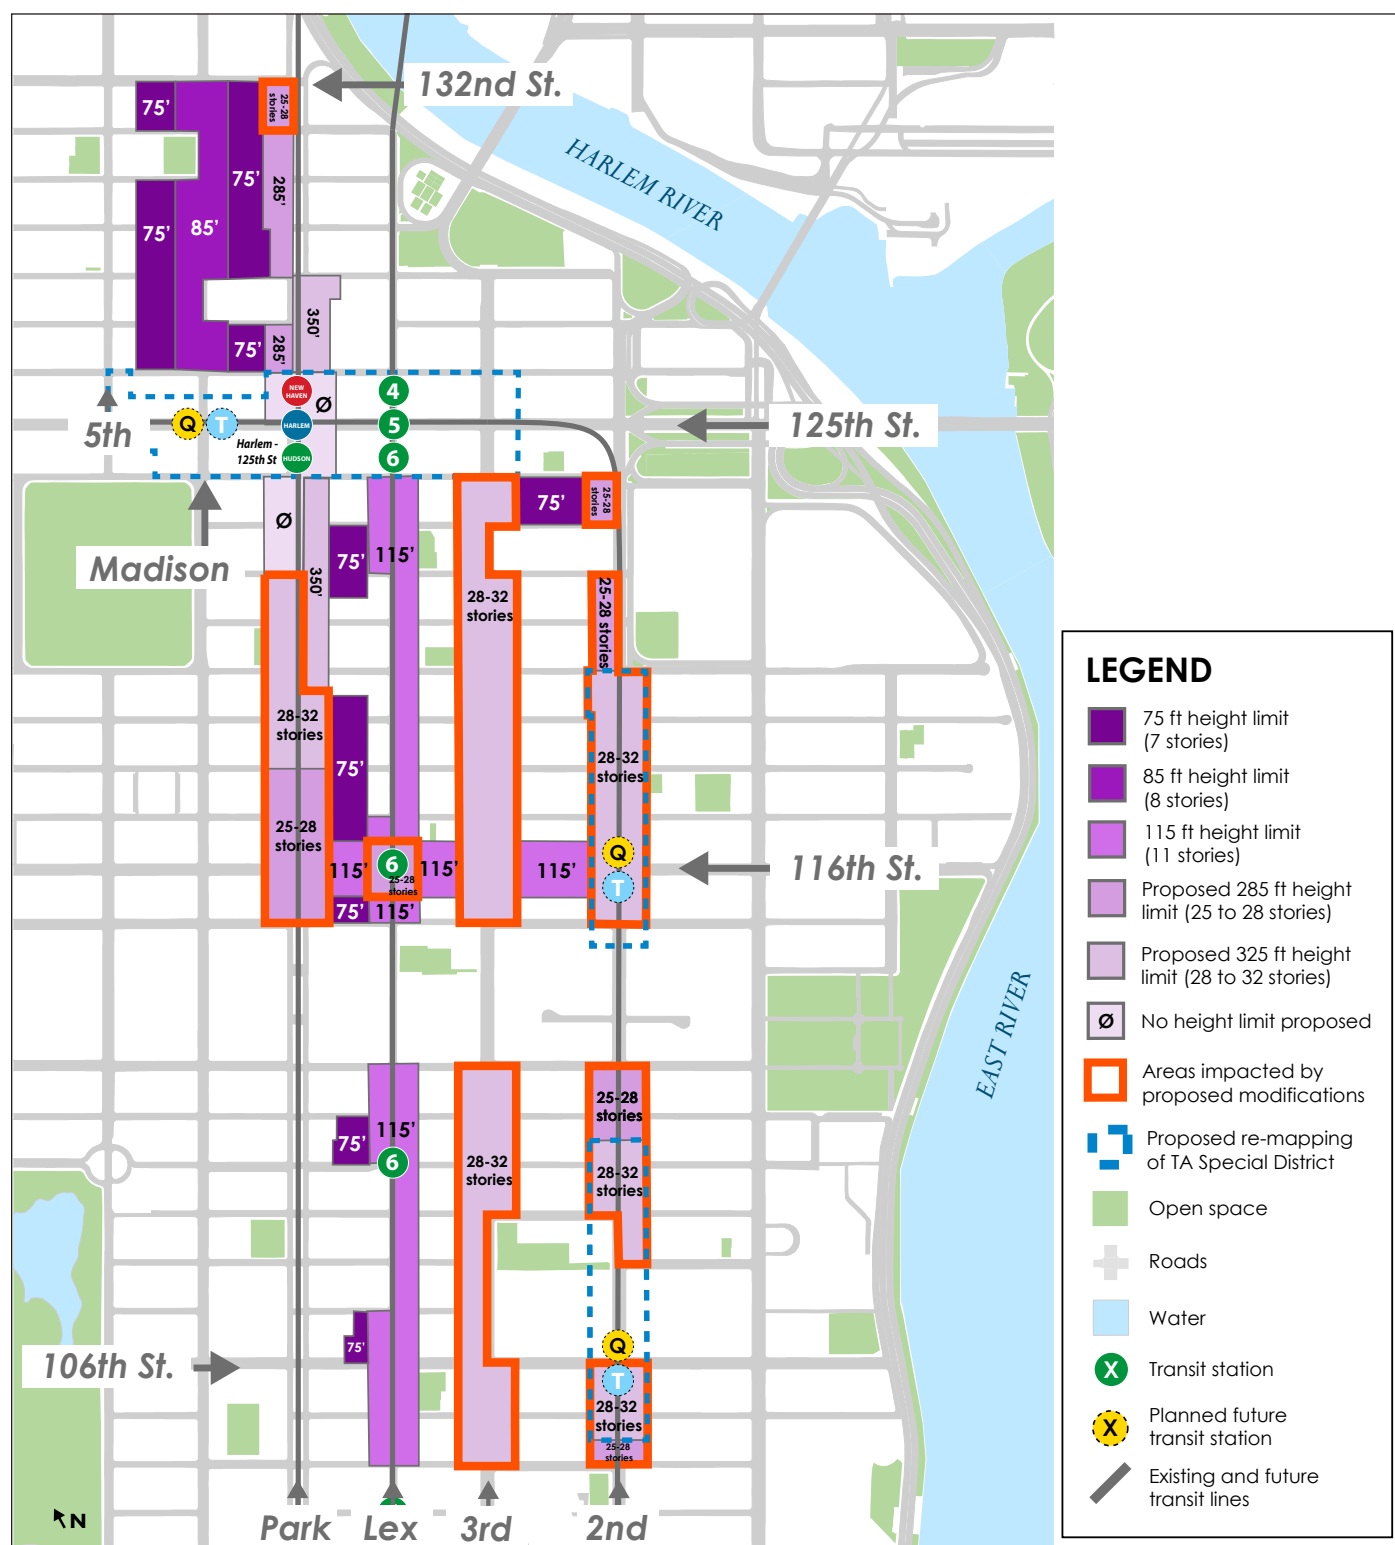 132nd St.
75'
25-28
stories
HARLEM RIVER
75'
285'
75'
85'
350'
75'
285'
NEW
HAVEN
Ø
4
5th
Q
T
HARLEM
5
125th St.
Harlem -
125th St
HUDSON
6
Madison
Ø
350'
75'
115'
28-32
stories
75'
25-28
stories
25-28 stories
28-32
stories
75'
28-32
stories
25-28
stories
115'
6
25-28
stories
115'
115'
Q
T
116th St.
75'
115'
EAST RIVER
75'
115'
6
28-32
stories
25-28
stories
28-32
stories
75'
106th St.
Q
T
28-32
stories
25-28
stories
N
Park
Lex
3rd
2nd
LEGEND
75 ft height limit
(7 stories)
85 ft height limit
(8 stories)
115 ft height limit
(11 stories)
Proposed 285 ft height
limit (25 to 28 stories)
Proposed 325 ft height
limit (28 to 32 stories)
Ø No height limit proposed
Areas impacted by
proposed modifications
Proposed re-mapping
of TA Special District
Open space
Roads
Water
X Transit station
X Planned future
transit station
Existing and future
transit lines